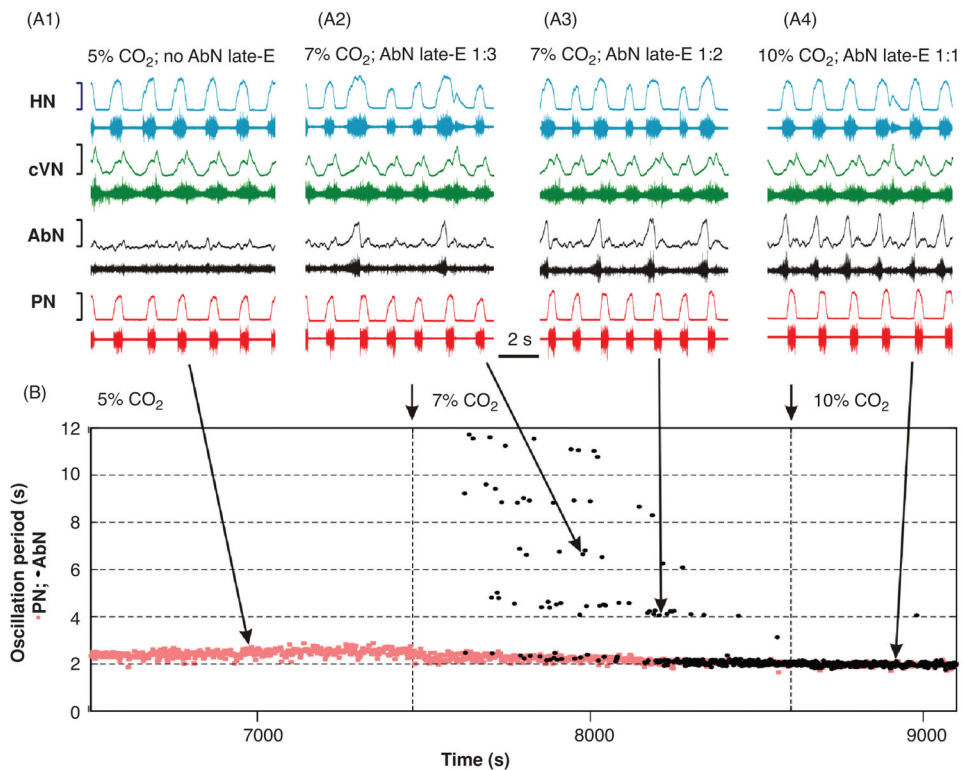 (A1) (A2) (A3) (A4)
5% CO2; no AbN late-E 7% CO2; AbN late-E 1:3 7% CO2; AbN late-E 1:2 10% CO2; AbN late-E 1:1
HN
cVN
AbN
PN
2 s
(B)
5% CO2 7% CO2 10% CO2
Oscillation period (s)
PN; AbN
12
10
8
6
4
2
0
7000 8000 9000
Time (s)